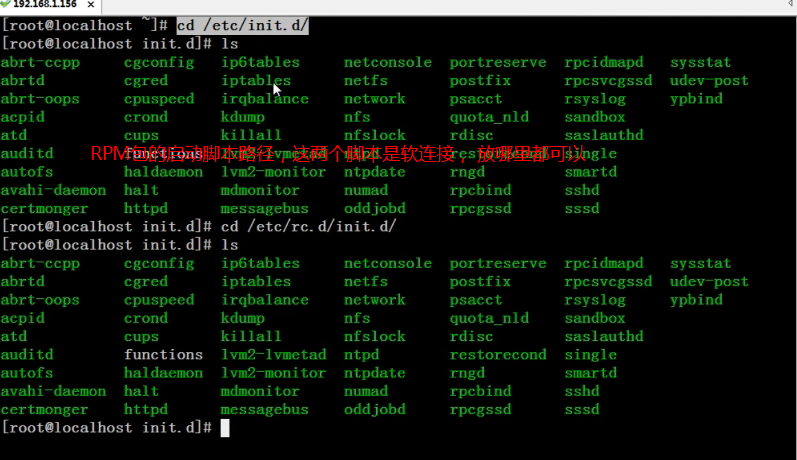 192.168.1.156 ×
[root@localhost ~]# cd /etc/init.d/
[root@localhost init.d]# ls
abrt-ccpp cgconfig ip6tables netconsole portreserve rpcidmapd sysstat
abrtd cgred iptables netfs postfix rpcsvcgssd udev-post
abrt-oops cpuspeed irqbalance network psacct rsyslog ypbind
acpid crond kdump nfs quota_nld sandbox
atd cups killall nfslock rdisc saslauthd
auditd functions lvm2-lvmetad ntpd restorecond single
RPM包的启动脚本路径，这两个脚本是软连接，放哪里都可以
autofs haldaemon lvm2-monitor ntpdate rngd smartd
avahi-daemon halt mdmonitor numad rpcbind sshd
certmonger httpd messagebus oddjobd rpcgssd sssd
[root@localhost init.d]# cd /etc/rc.d/init.d/
[root@localhost init.d]# ls
abrt-ccpp cgconfig ip6tables netconsole portreserve rpcidmapd sysstat
abrtd cgred iptables netfs postfix rpcsvcgssd udev-post
abrt-oops cpuspeed irqbalance network psacct rsyslog ypbind
acpid crond kdump nfs quota_nld sandbox
atd cups killall nfslock rdisc saslauthd
auditd functions lvm2-lvmetad ntpd restorecond single
autofs haldaemon lvm2-monitor ntpdate rngd smartd
avahi-daemon halt mdmonitor numad rpcbind sshd
certmonger httpd messagebus oddjobd rpcgssd sssd
[root@localhost init.d]#